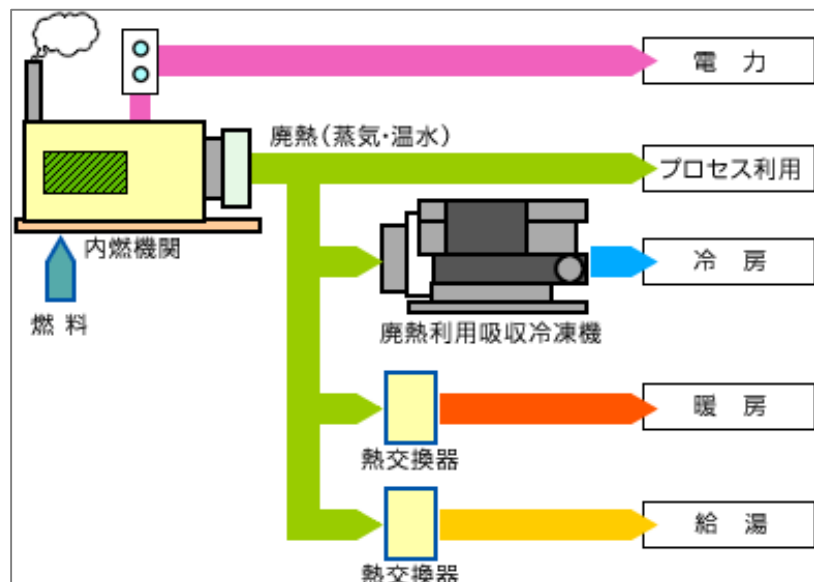 電 力
廃熱(蒸気・温水)
プロセス利用
内燃機関
冷 房
燃 料
廃熱利用吸収冷凍機
暖 房
熱交換器
給 湯
熱交換器